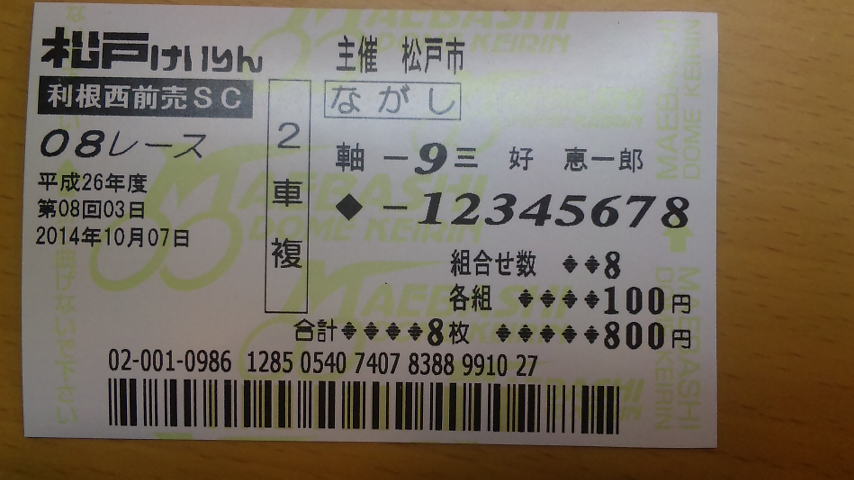 松戸けいりん
主催 松戸市
利根西前売SC
ながし
08レース
2車複
軸 -9三 好 恵一郎
◆-12345678
平成26年度
第08回03日
2014年10月07日
組合せ数 ◆◆8
各組 ◆◆◆◆100円
合計◆◆◆◆8枚 ◆◆◆◆◆800円
02-001-0986 1285 0540 7407 8388 9910 27
MAEBASHI
DOME KEIRIN